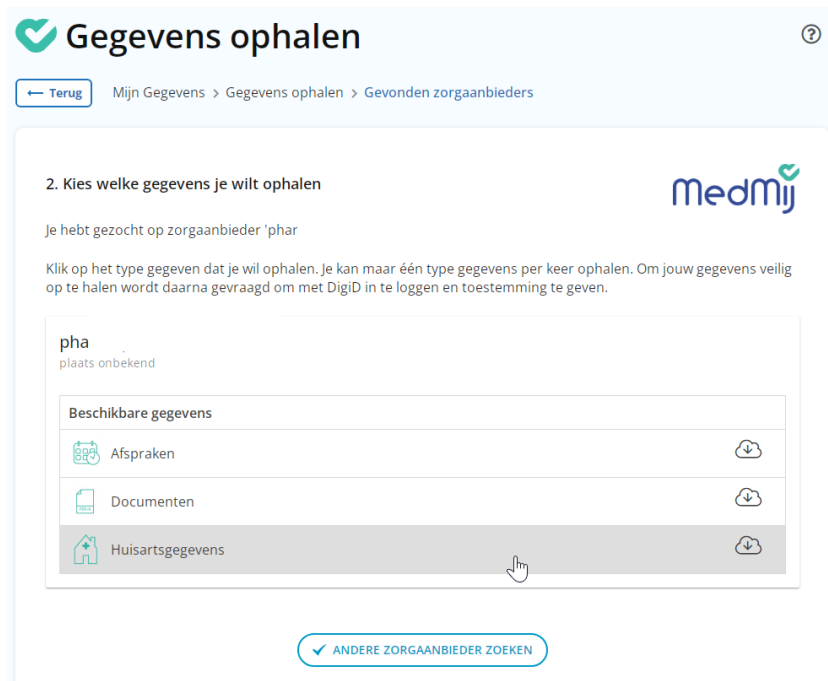 Gegevens ophalen
← Terug
Mijn Gegevens > Gegevens ophalen > Gevonden zorgaanbieders
2. Kies welke gegevens je wilt ophalen
MedMij
Je hebt gezocht op zorgaanbieder 'phar
Klik op het type gegeven dat je wil ophalen. Je kan maar één type gegevens per keer ophalen. Om jouw gegevens veilig
op te halen wordt daarna gevraagd om met DigiD in te loggen en toestemming te geven.
pha
plaats onbekend
Beschikbare gegevens
Afspraken
Documenten
Huisartsgegevens
ANDERE ZORGAANBIEDER ZOEKEN